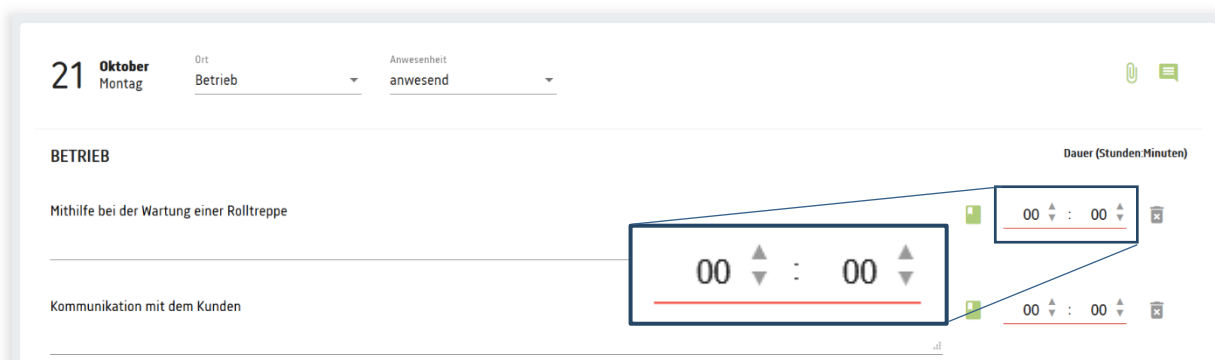 21 Oktober Montag
Ort
Betrieb
Anwesenheit
anwesend
BETRIEB
Dauer (Stunden:Minuten)
Mithilfe bei der Wartung einer Rolltreppe
00 : 00
00 : 00
Kommunikation mit dem Kunden
00 : 00